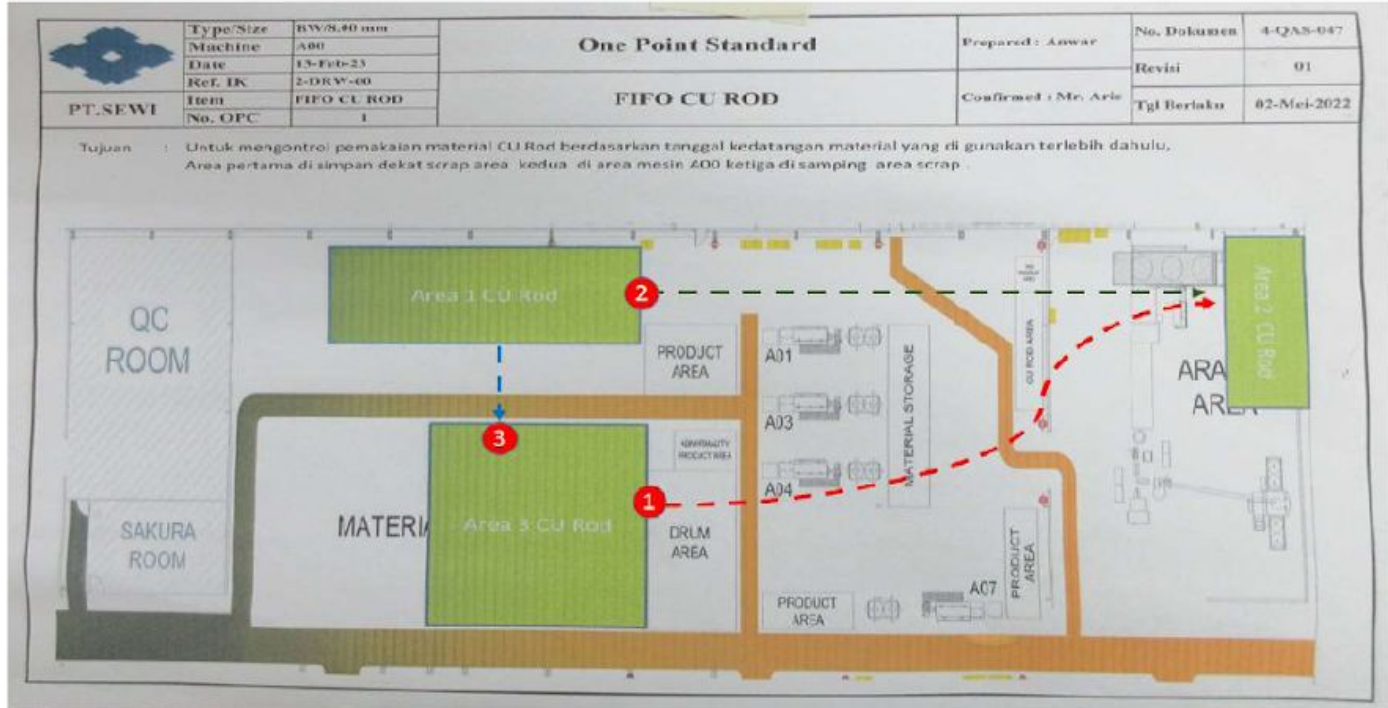 PT.SEWI
Type/Size BW/8.00 mm
Machine A00
Date 13-Feb-23
Ref. IK 2-DRW-00
Item FIFO CU ROD
No. OPC 1
One Point Standard
FIFO CU ROD
Prepared : Anwar
Confirmed : Mr. Aris
No. Dokumen 4-QAS-047
Revisi 01
Tgl Berlaku 02-Mei-2022
Tujuan : Untuk mengontrol pemakaian material CU Rod berdasarkan tanggal kedatangan material yang di gunakan terlebih dahulu,
Area pertama di simpan dekat scrap area kedua di area mesin A00 ketiga di samping area scrap .
QC
ROOM
Area 1 CU Rod
2
PRODUCT
AREA
A01
A03
A04
MATERIAL STORAGE
CU ROD AREA
ARA
AREA
Area 2 CU Rod
3
1
SAKURA
ROOM
MATERIA
Area 3 CU Rod
ABNORMALITY
PRODUCT AREA
DRUM
AREA
PRODUCT
AREA
A07
PRODUCT
AREA